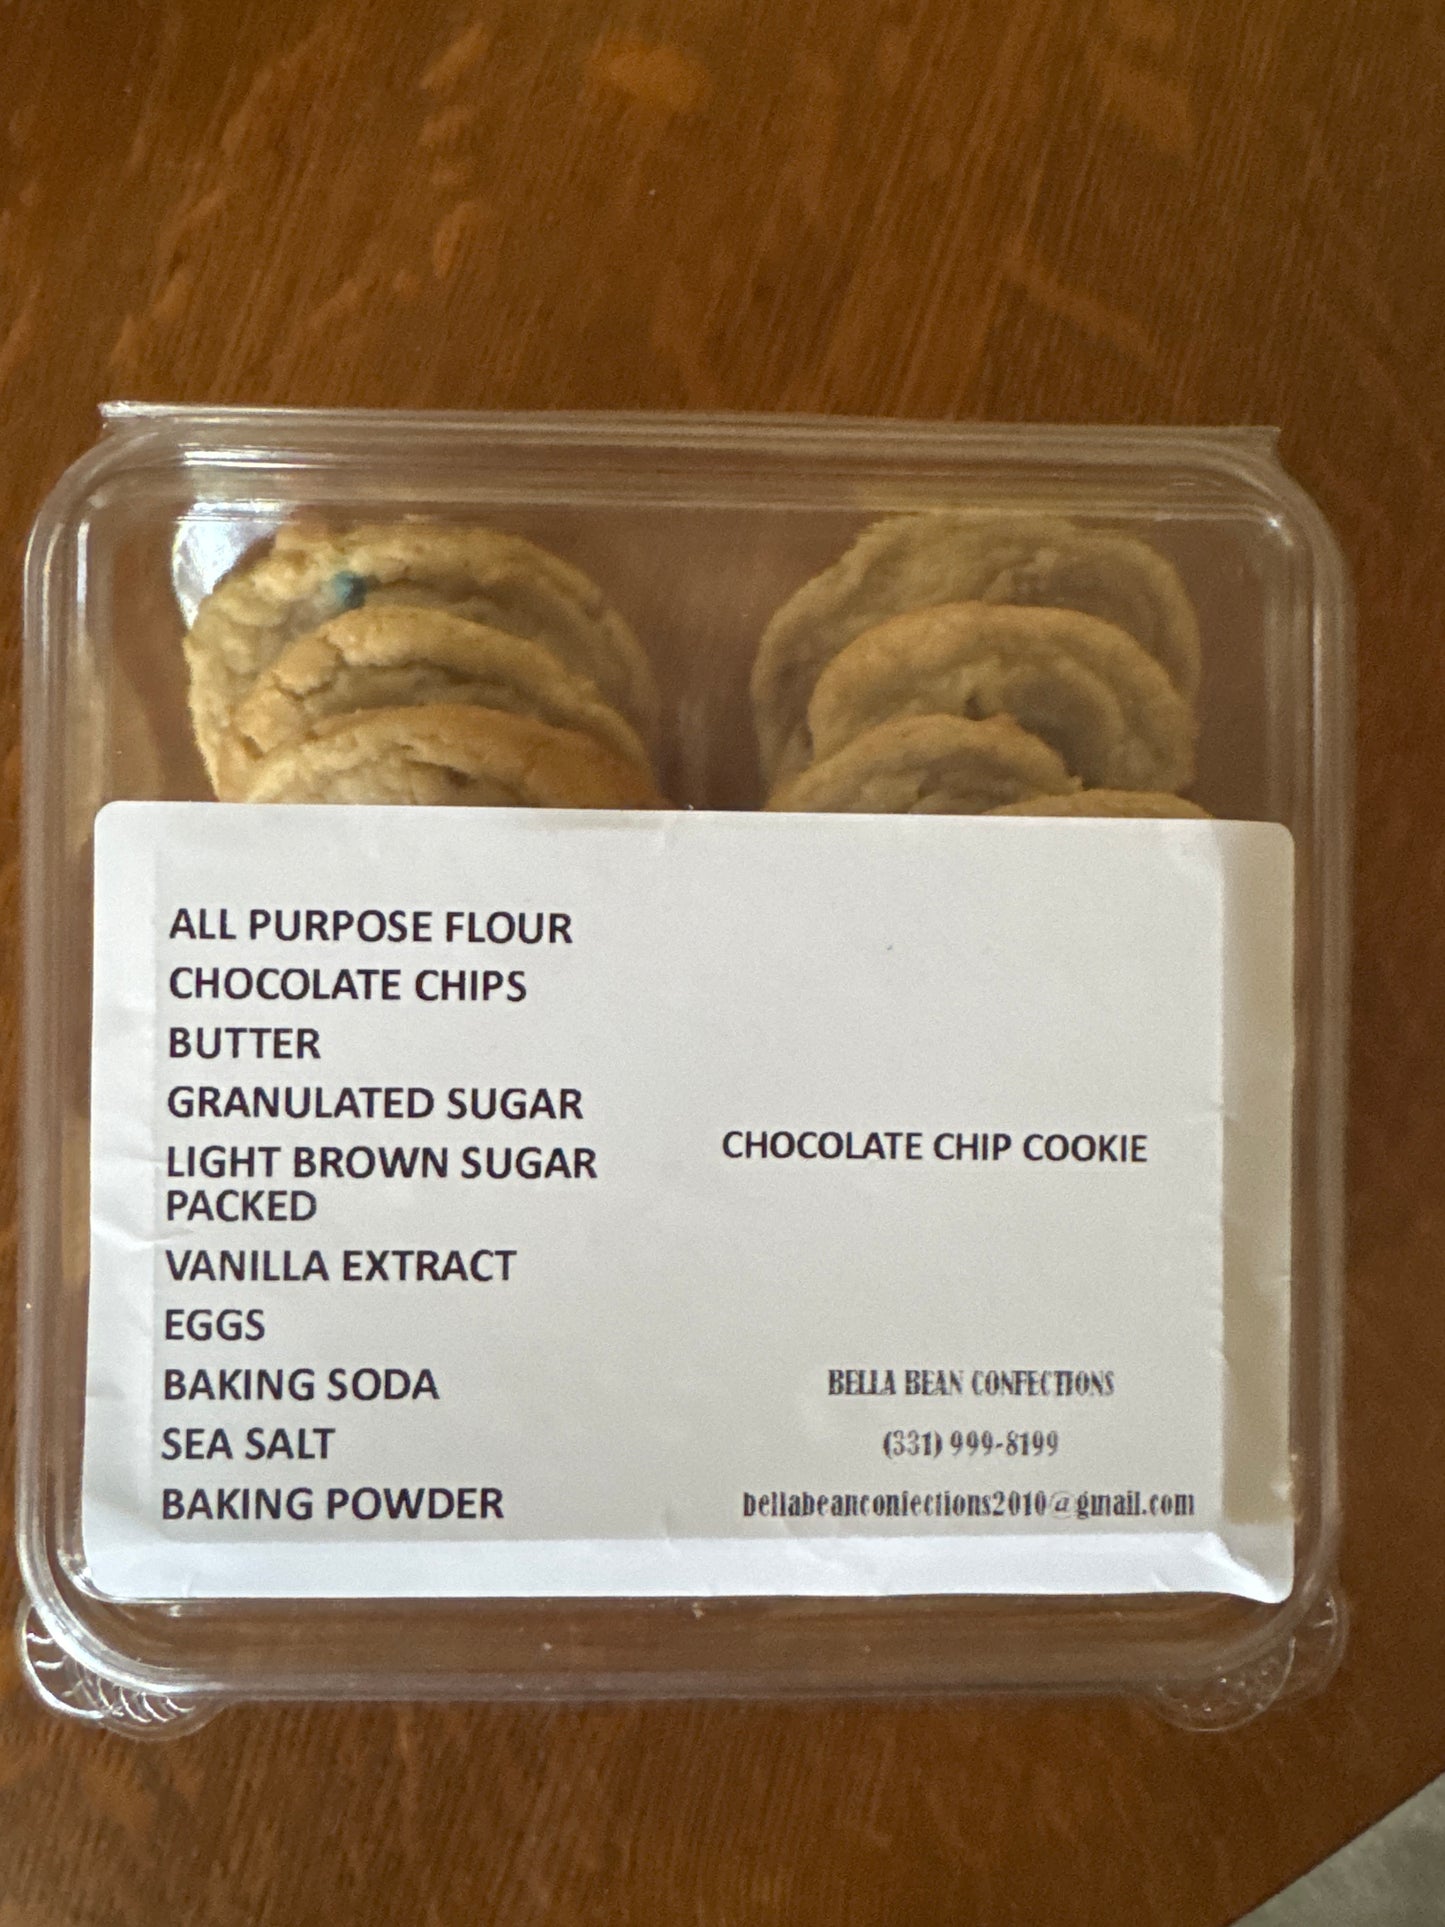 ALL PURPOSE FLOUR
CHOCOLATE CHIPS
BUTTER
GRANULATED SUGAR
LIGHT BROWN SUGAR
PACKED
VANILLA EXTRACT
EGGS
BAKING SODA
SEA SALT
BAKING POWDER
CHOCOLATE CHIP COOKIE
BELLA BEAN CONFECTIONS
(331) 999-8199
bellabeanconfections2010@gmail.com